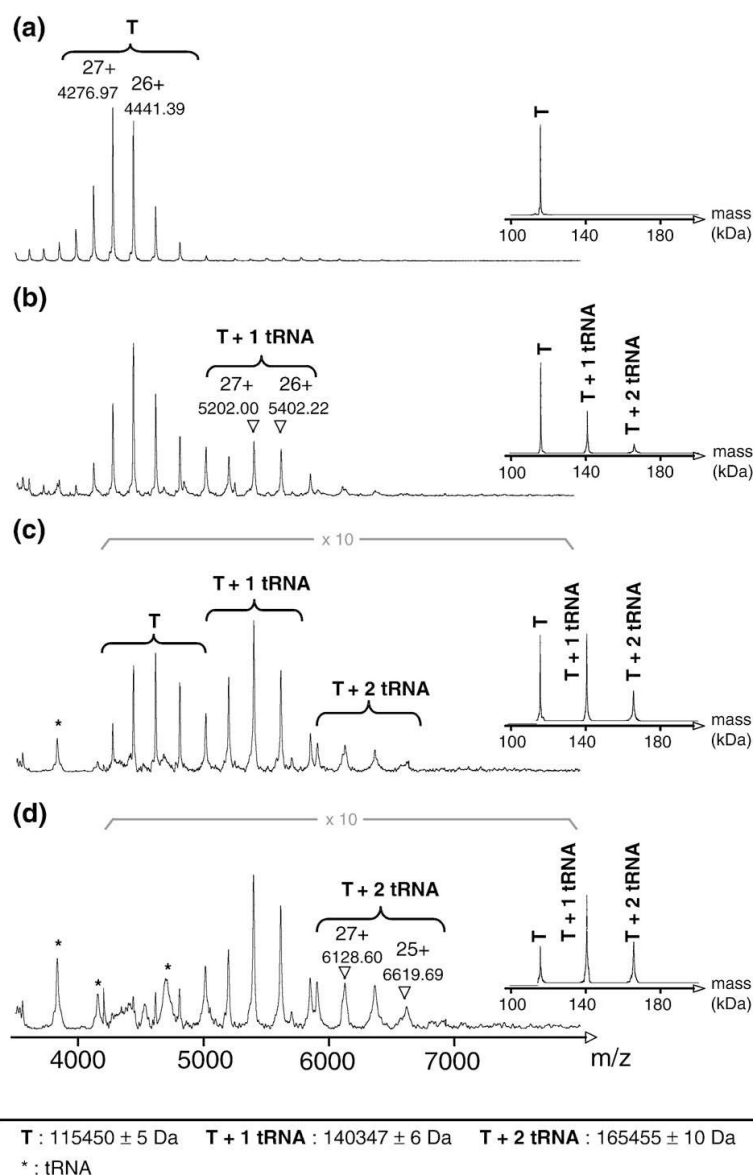 (a)
T
27+
4276.97
26+
4441.39
T
mass
(kDa)
100 140 180
(b)
T + 1 tRNA
27+ 26+
5202.00 5402.22
T
T + 1 tRNA
T + 2 tRNA
mass
(kDa)
100 140 180
(c)
x 10
T
T + 1 tRNA
T + 2 tRNA
*
T
T + 1 tRNA
T + 2 tRNA
mass
(kDa)
100 140 180
(d)
x 10
T + 2 tRNA
27+ 25+
6128.60 6619.69
* * *
T
T + 1 tRNA
T + 2 tRNA
mass
(kDa)
100 140 180
4000 5000 6000 7000 m/z
T : 115450 ± 5 Da T + 1 tRNA : 140347 ± 6 Da T + 2 tRNA : 165455 ± 10 Da
* : tRNA